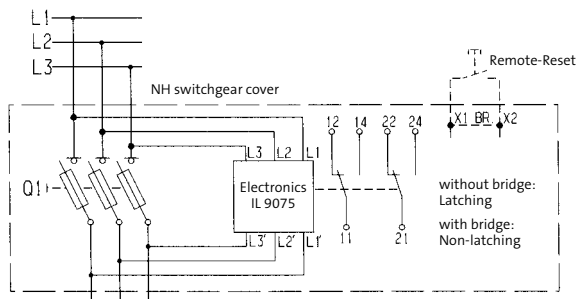 L1
L2
L3
Remote-Reset
NH switchgear cover
12 14 22 24
X1 BR. X2
L3 L2 L1
Q1
Electronics
IL 9075
without bridge:
Latching
with bridge:
Non-latching
11 21
L3' L2' L1'